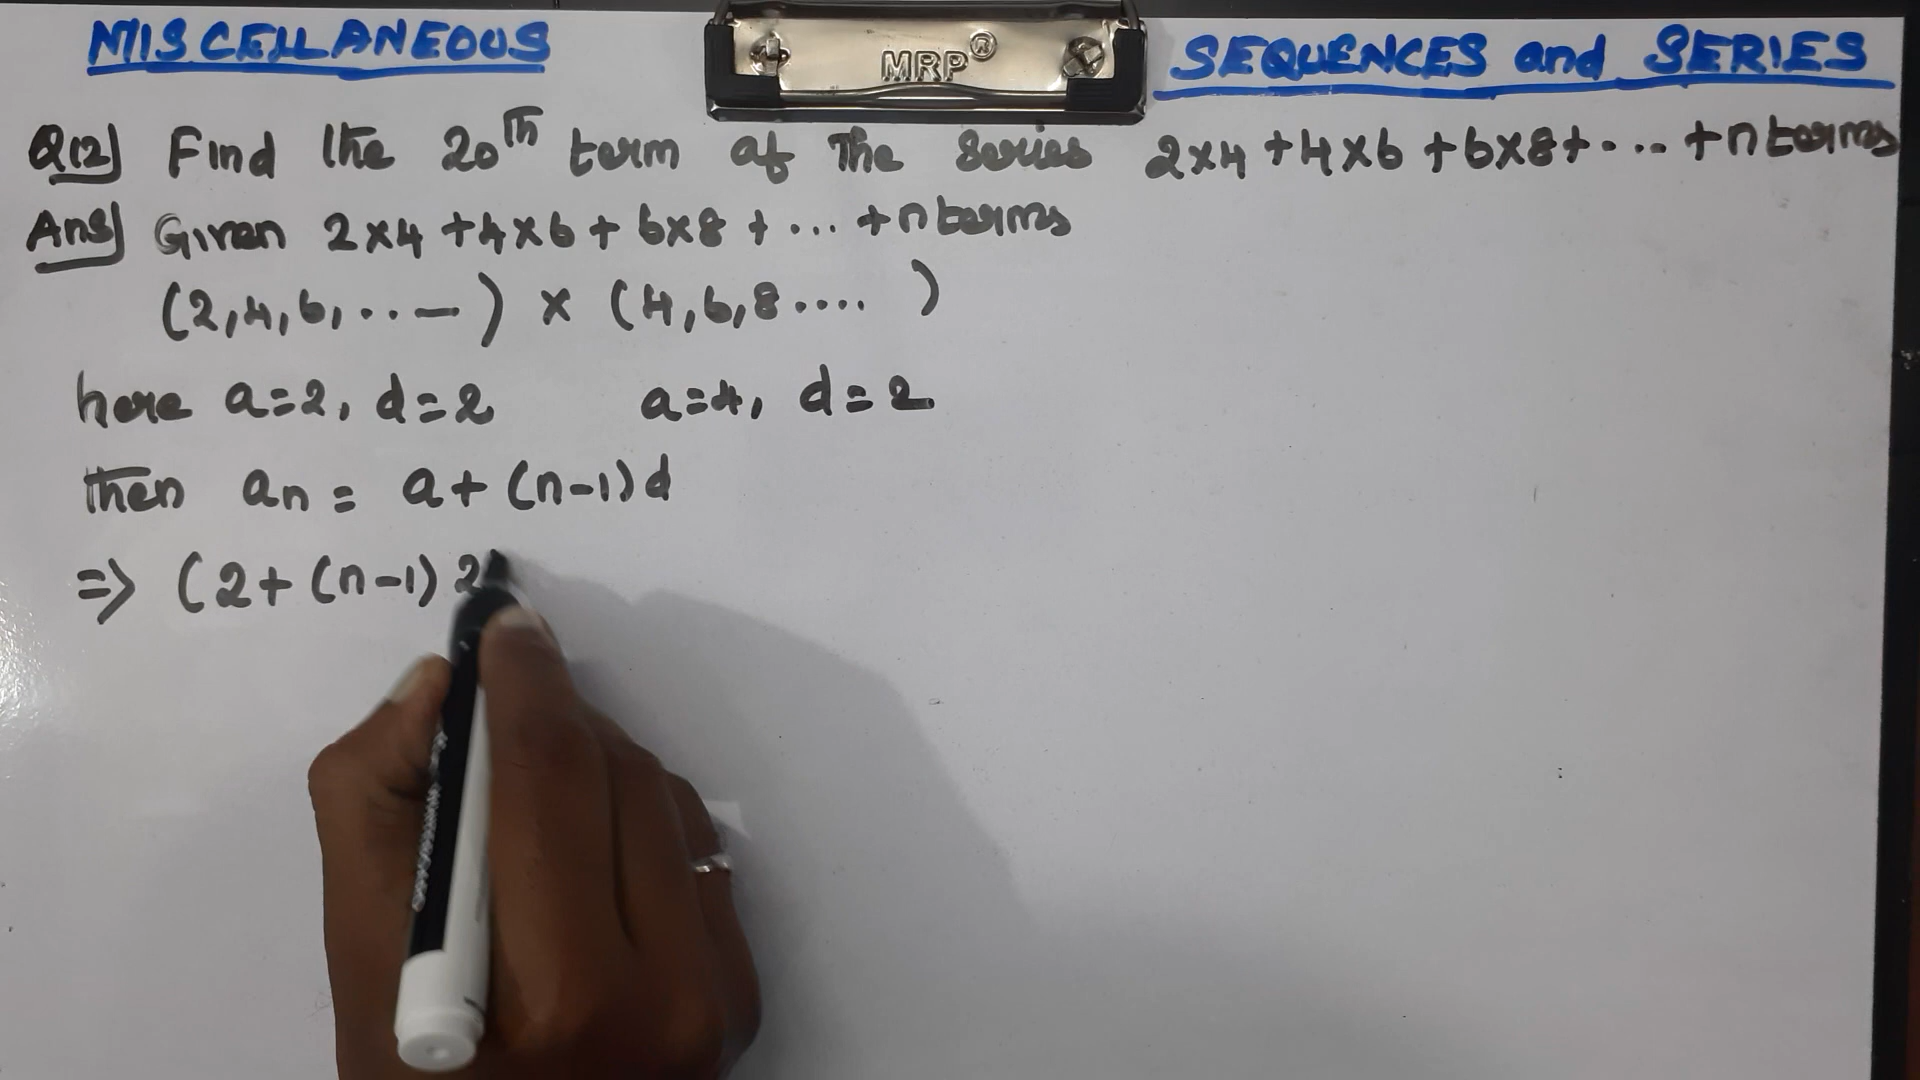 MISCELLANEOUS
MRP®
SEQUENCES and SERIES
Q12) Find the 20th term of the series 2×4+4×6+6×8+...+n terms
Ans) Given 2×4+4×6+6×8+...+n terms
(2,4,6,...–) × (4,6,8....)
here a=2, d=2 a=4, d=2
then an = a+(n-1)d
=> (2+(n-1)2